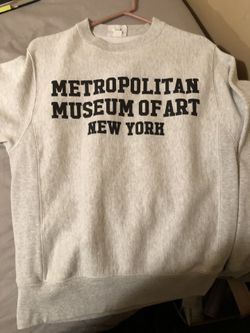 METROPOLITAN
MUSEUM OF ART
NEW YORK